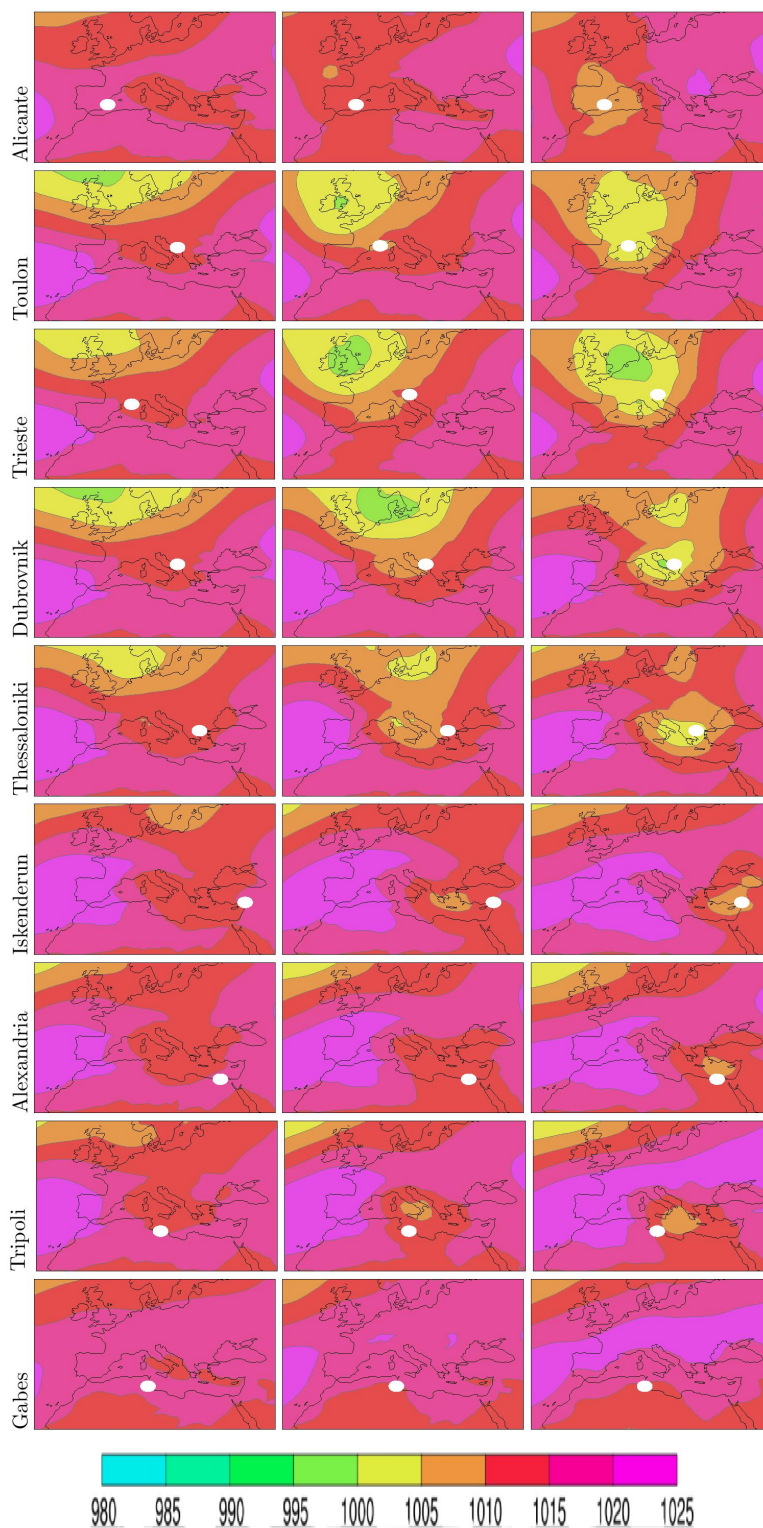 Alicante
Toulon
Trieste
Dubrovnik
Thessaloniki
Iskenderun
Alexandria
Tripoli
Gabes
980 985 990 995 1000 1005 1010 1015 1020 1025